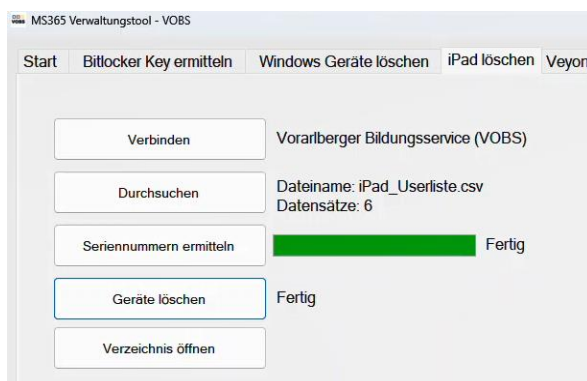 MS365 Verwaltungstool - VOBS
Start Bitlocker Key ermitteln Windows Geräte löschen iPad löschen Veyon
Verbinden Vorarlberger Bildungsservice (VOBS)
Durchsuchen Dateiname: iPad_Userliste.csv
Datensätze: 6
Seriennummern ermitteln Fertig
Geräte löschen Fertig
Verzeichnis öffnen